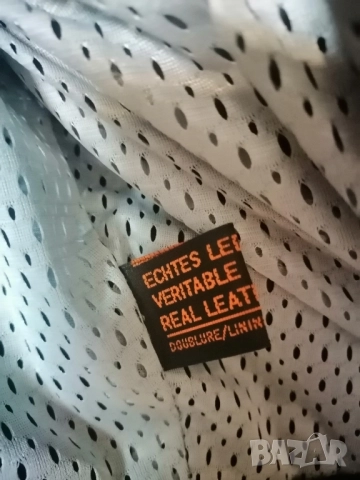 ECHTES LE
VERITABLE
REAL LEAT
DOUBLURE/LININ
BAZAR